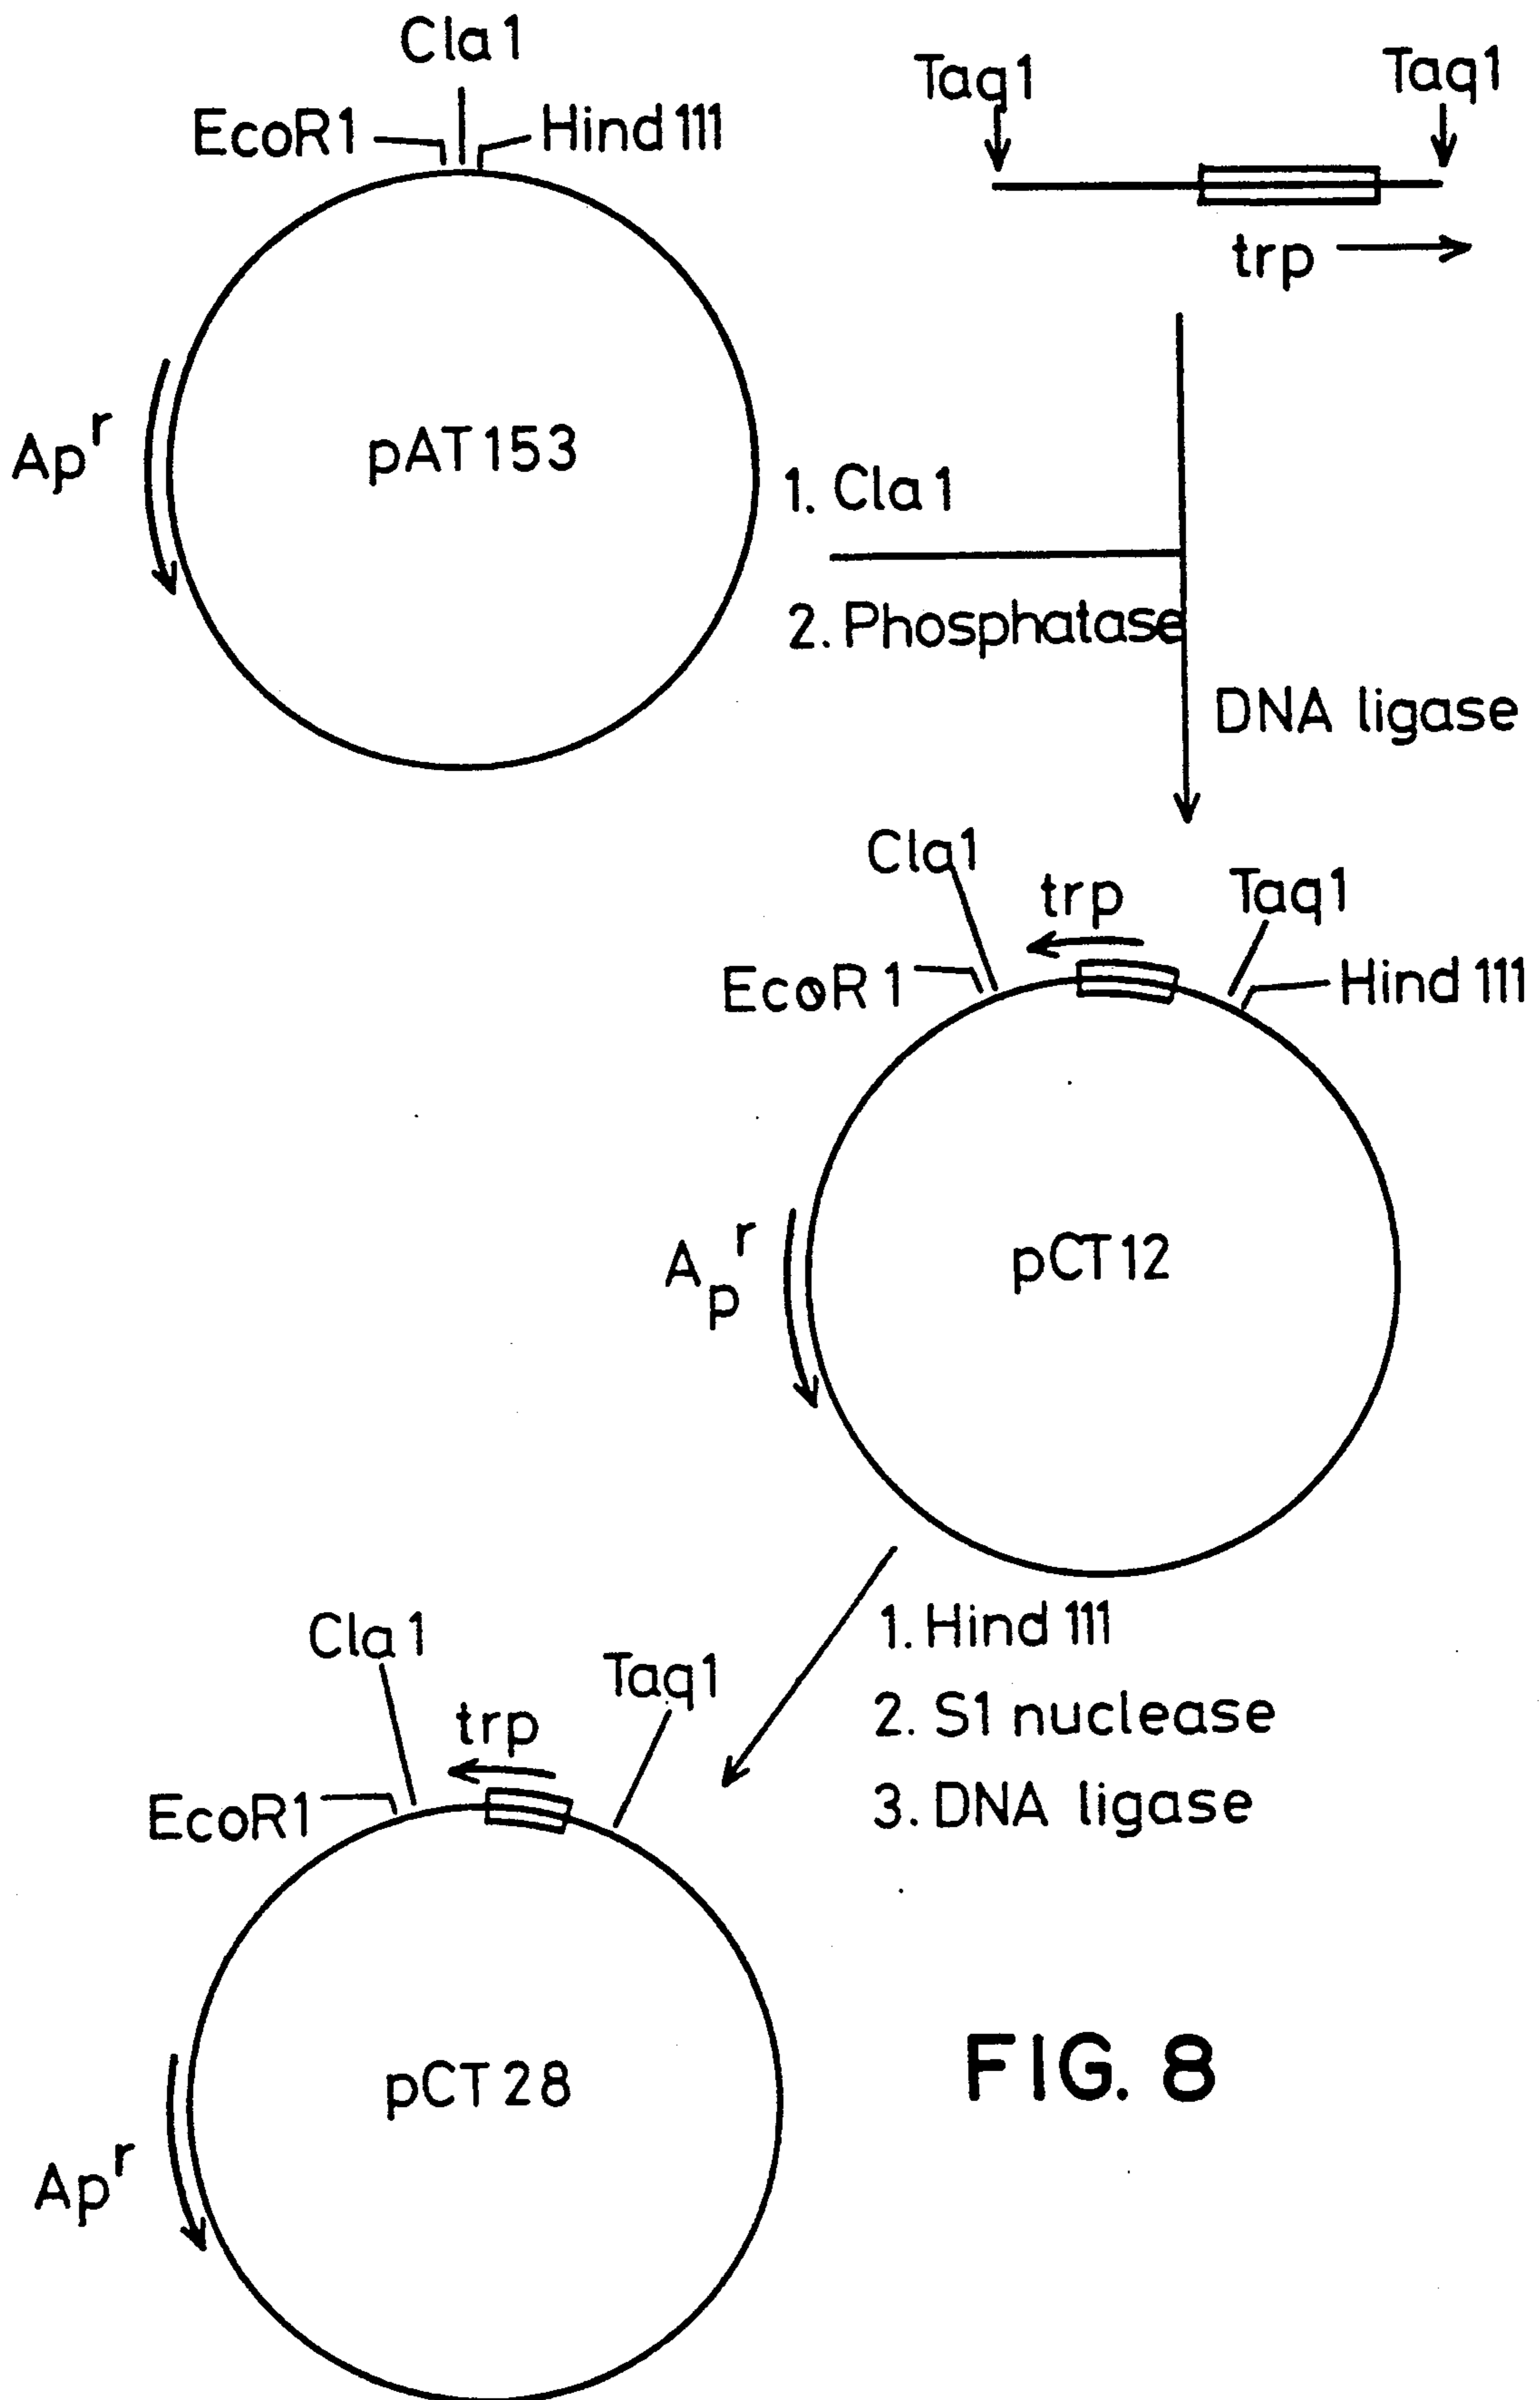 Cla1
EcoR1
Hind111
Taq1
Taq1
trp
Apʳ
pAT153
1. Cla1
2. Phosphatase
DNA ligase
Cla1
trp
Taq1
EcoR1
Hind111
Apʳ
pCT12
1. Hind111
2. S1 nuclease
3. DNA ligase
Cla1
trp
Taq1
EcoR1
pCT28
Apʳ
FIG. 8